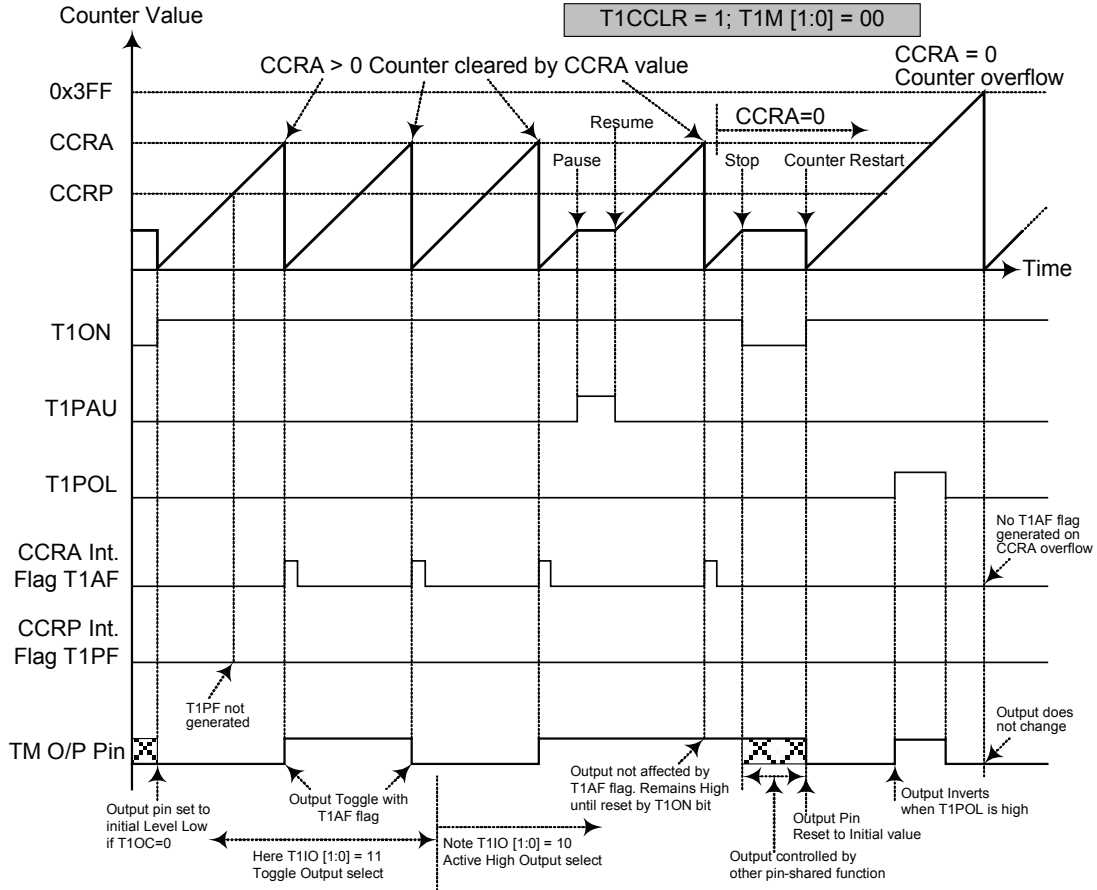 Counter Value
T1CCLR = 1; T1M [1:0] = 00
CCRA = 0
Counter overflow
CCRA > 0 Counter cleared by CCRA value
0x3FF
CCRA
CCRP
Resume
CCRA=0
Pause
Stop
Counter Restart
Time
T1ON
T1PAU
T1POL
CCRA Int.
Flag T1AF
No T1AF flag
generated on
CCRA overflow
CCRP Int.
Flag T1PF
T1PF not
generated
TM O/P Pin
Output does
not change
Output pin set to
initial Level Low
if T1OC=0
Output Toggle with
T1AF flag
Output not affected by
T1AF flag. Remains High
until reset by T1ON bit
Output Inverts
when T1POL is high
Output Pin
Reset to Initial value
Here T1IO [1:0] = 11
Toggle Output select
Note T1IO [1:0] = 10
Active High Output select
Output controlled by
other pin-shared function